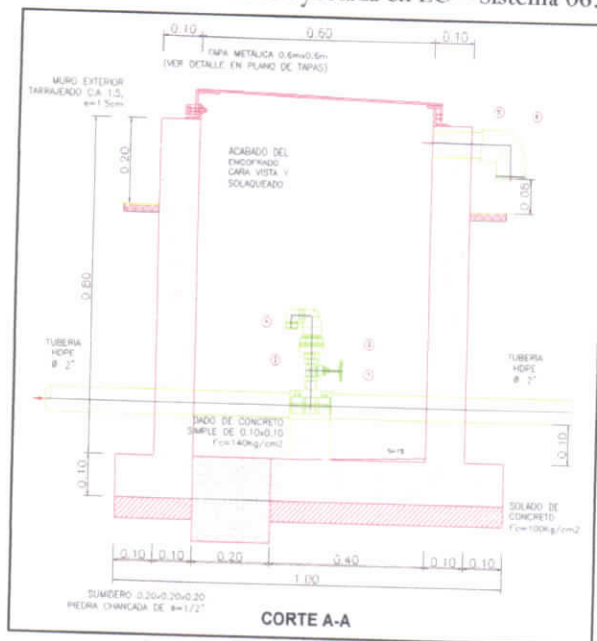 Sistema 06
0.10
0.60
0.10
TAPA METÁLICA 0.6mx0.6m
(VER DETALLE EN PLANO DE TAPAS)
MURO EXTERIOR
TARRAJEADO C:A 1:5,
e=1.5cm
ACABADO DEL
ENCOFRADO
CARA VISTA Y
SOLAQUEADO
0.20
0.80
TUBERIA
HDPE
Ø 2"
TUBERIA
HDPE
Ø 2"
DADO DE CONCRETO
SIMPLE DE 0.10x0.10
f'c=140Kg/cm2
0.10
0.10
SOLADO DE
CONCRETO
f'c=100Kg/cm2
0.10
0.10
0.20
0.40
0.10
0.10
1.00
SUMIDERO 0.20x0.20x0.20
PIEDRA CHANCADA DE Ø=1/2"
CORTE A-A